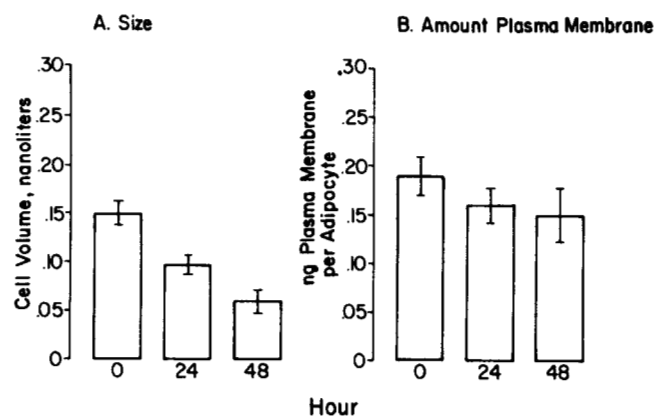 A. Size
B. Amount Plasma Membrane
Cell Volume, nanoliters
.30
.25
.20
.15
.10
.05
0
0 24 48
ng Plasma Membrane
per Adipocyte
.30
.25
.20
.15
.10
.05
0
0 24 48
Hour